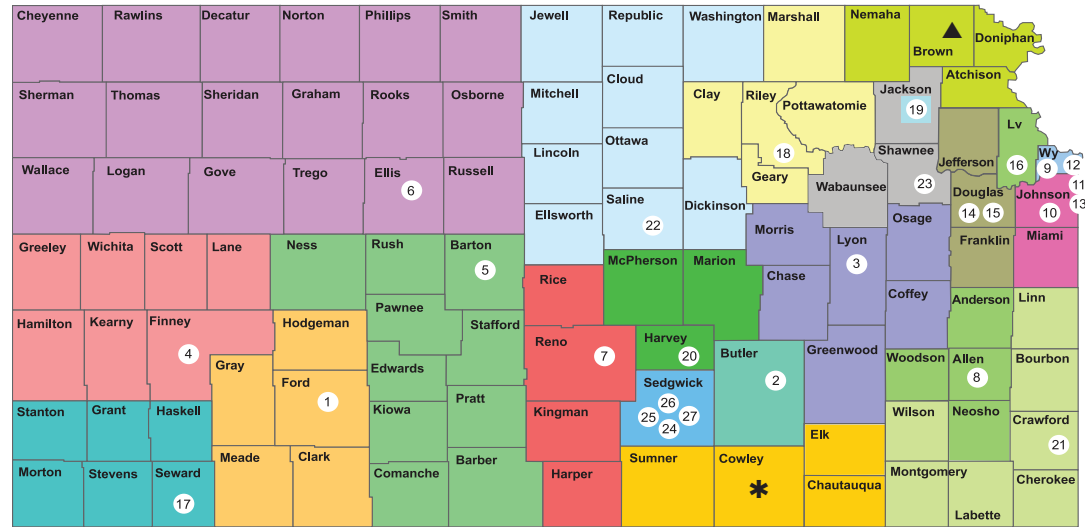 Cheyenne Rawlins Decatur Norton Phillips Smith Jewell Republic Washington Marshall Nemaha
Brown Doniphan
Atchison
Sherman Thomas Sheridan Graham Rooks Osborne Mitchell Cloud Clay Riley Pottawatomie Jackson
19
Lv
16
Wy
9 12
Wallace Logan Gove Trego Ellis Russell Lincoln Ottawa Geary Wabaunsee Shawnee Jefferson
6 18 23
11
13
Ellsworth Saline Dickinson Douglas Johnson
22 14 15 10
Greeley Wichita Scott Lane Ness Rush Barton McPherson Marion Morris Lyon Osage Franklin Miami
5 3
Rice Chase
Hamilton Kearny Finney Hodgeman Pawnee Stafford Coffey Anderson Linn
4
Gray Ford Edwards Reno Harvey Butler Greenwood Woodson Allen Bourbon
1 7 20 2 8
Sedgwick
26
25 27
24
Stanton Grant Haskell Kiowa Pratt Kingman Wilson Neosho Crawford
21
Elk
Morton Stevens Seward Meade Clark Comanche Barber Harper Sumner Cowley Chautauqua Montgomery Labette Cherokee
17 *